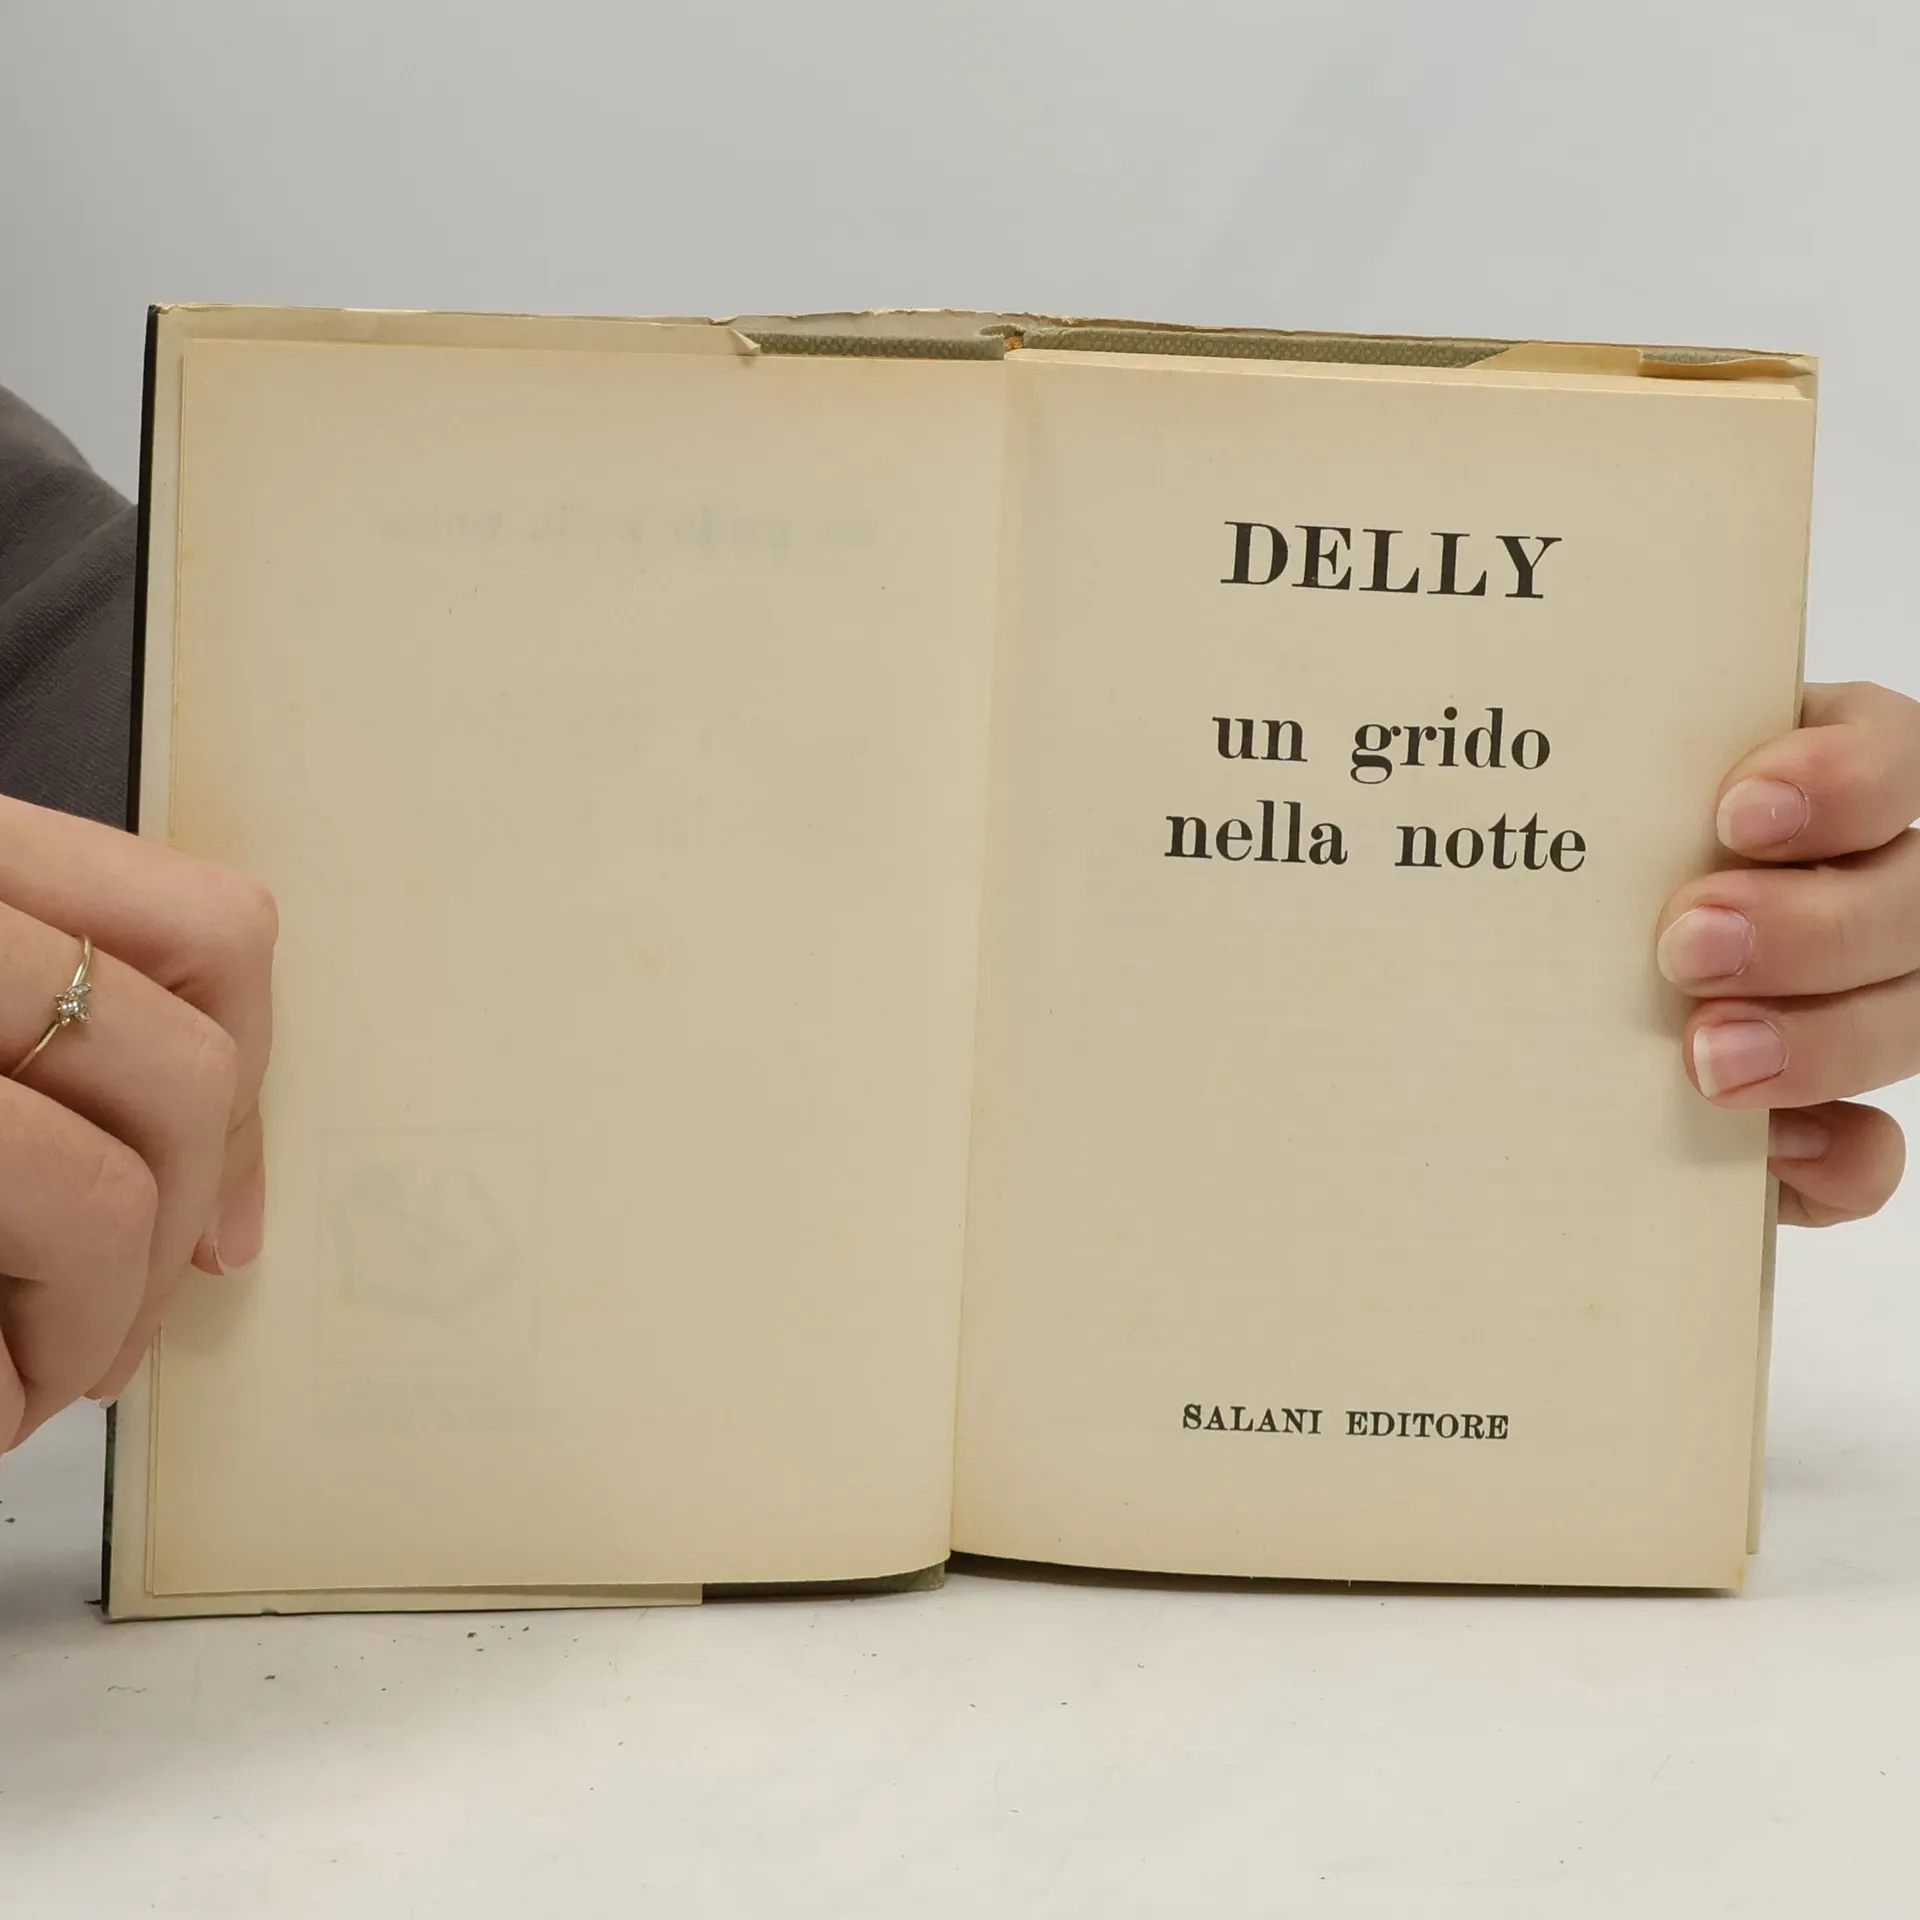 DELLY
un grido
nella notte
SALANI EDITORE